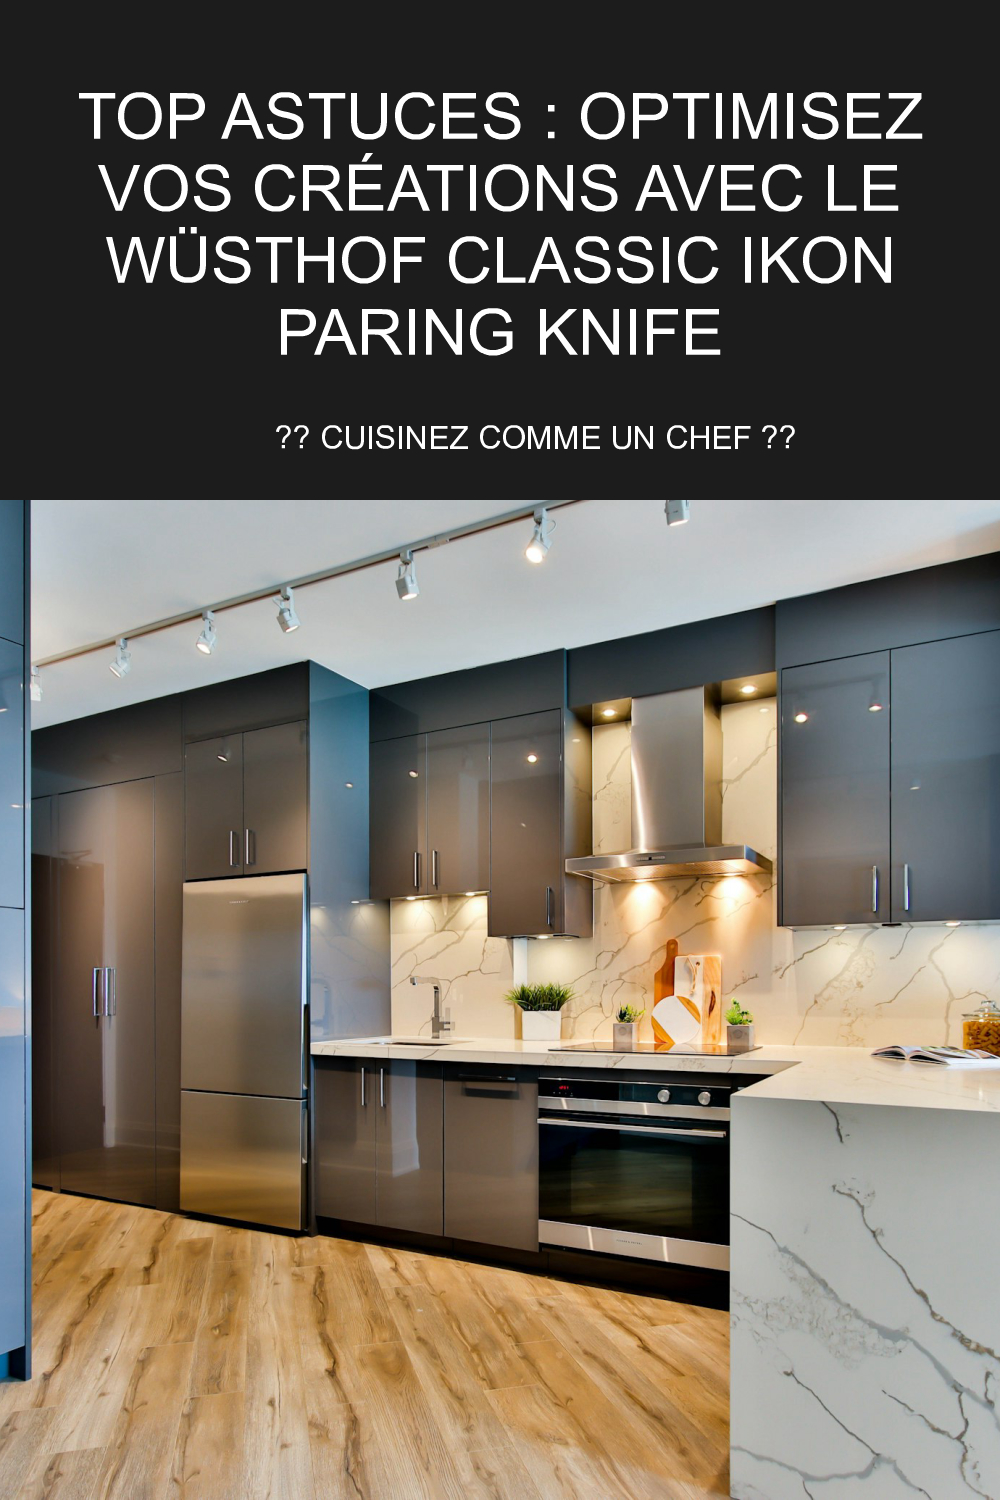 TOP ASTUCES : OPTIMISEZ
VOS CRÉATIONS AVEC LE
WÜSTHOF CLASSIC IKON
PARING KNIFE
?? CUISINEZ COMME UN CHEF ??